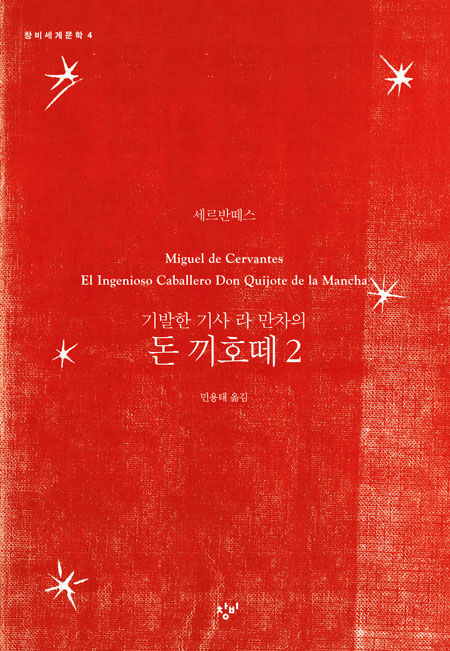 창비세계문학 4
세르반떼스
Miguel de Cervantes
El Ingenioso Caballero Don Quijote de la Mancha
기발한 기사 라 만차의
돈 끼호떼 2
민용태 옮김
창비